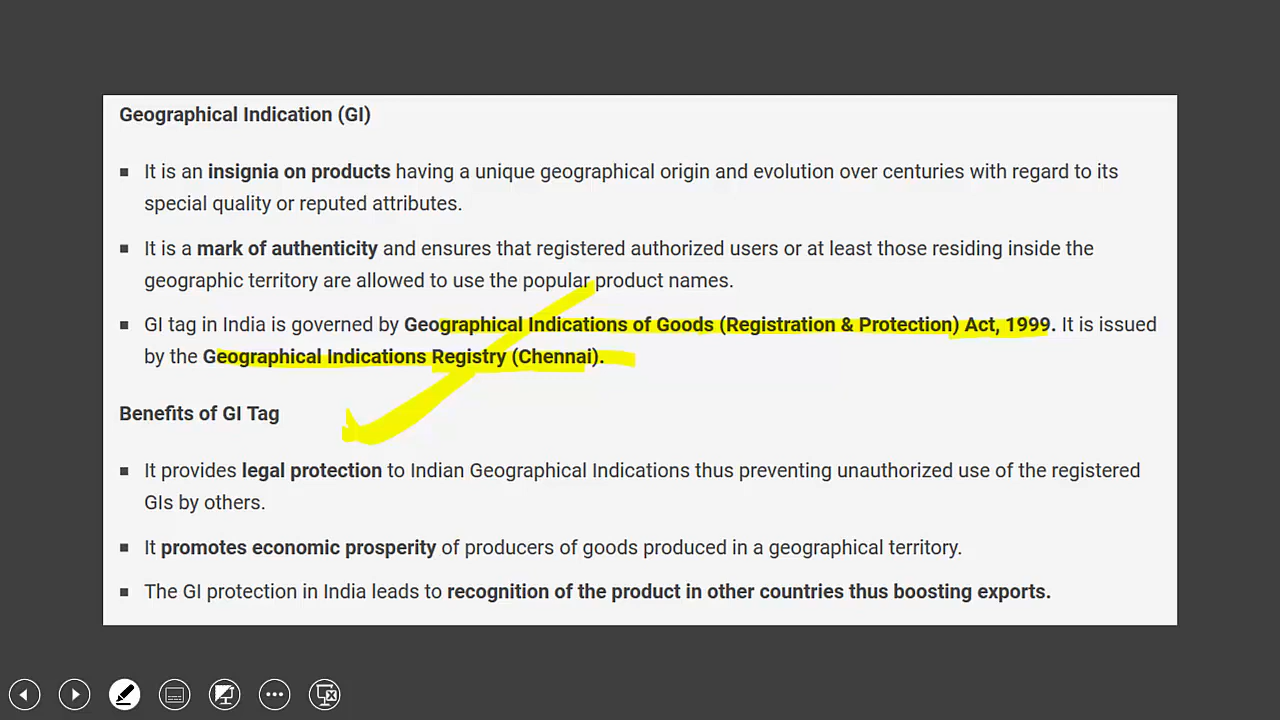 Geographical Indication (GI)
▪ It is an insignia on products having a unique geographical origin and evolution over centuries with regard to its
special quality or reputed attributes.
▪ It is a mark of authenticity and ensures that registered authorized users or at least those residing inside the
geographic territory are allowed to use the popular product names.
▪ GI tag in India is governed by Geographical Indications of Goods (Registration & Protection) Act, 1999. It is issued
by the Geographical Indications Registry (Chennai).
Benefits of GI Tag
▪ It provides legal protection to Indian Geographical Indications thus preventing unauthorized use of the registered
GIs by others.
▪ It promotes economic prosperity of producers of goods produced in a geographical territory.
▪ The GI protection in India leads to recognition of the product in other countries thus boosting exports.